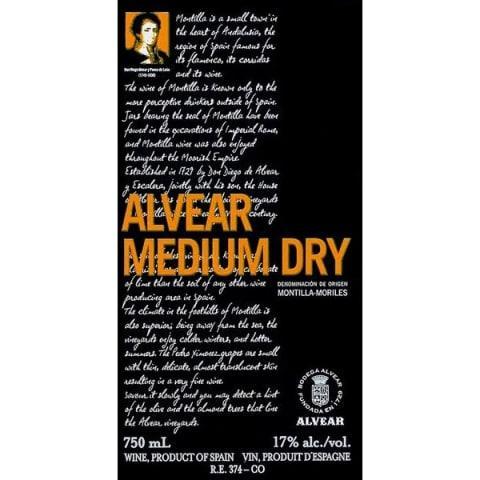 Montilla is a small town in
the heart of Andalusia, the
region of Spain famous for
its flamenco, its corridas
and its wine.
The wine of Montilla is known only to the
more perceptive drinkers outside of Spain.
Jars bearing the seal of Montilla have been
found in the excavations of Imperial Rome,
and Montilla wine was also enjoyed
throughout the Moorish Empire
Established in 1729 by Don Diego de Alvear
y Escalera, jointly with his son, the House
vineyards
century.
ALVEAR
MEDIUM DRY
of lime than the soil of any other wine
producing area in Spain.
DENOMINACIÓN DE ORIGEN
MONTILLA-MORILES
The climate in the foothills of Montilla
is also superior; being away from the sea, the
vineyards enjoy colder winters, and hotter
summers. The Pedro Ximenez grapes are small
with thin, delicate, almost translucent skin
resulting in a very fine wine.
Savour it slowly and you may detect a hint
of the olive and the almond trees that line
the Alvear vineyards.
BODEGA ALVEAR
FUNDADA EN 1729
ALVEAR
750 mL
17% alc./vol.
WINE, PRODUCT OF SPAIN VIN, PRODUIT D'ESPAGNE
R.E. 374 – CO